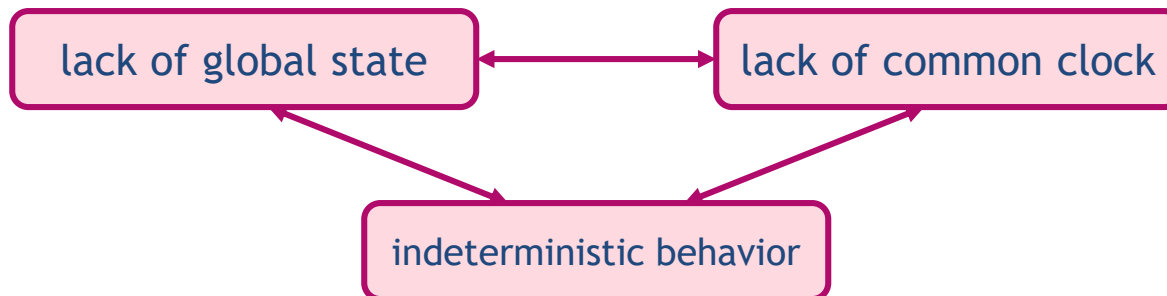 lack of global state
lack of common clock
indeterministic behavior